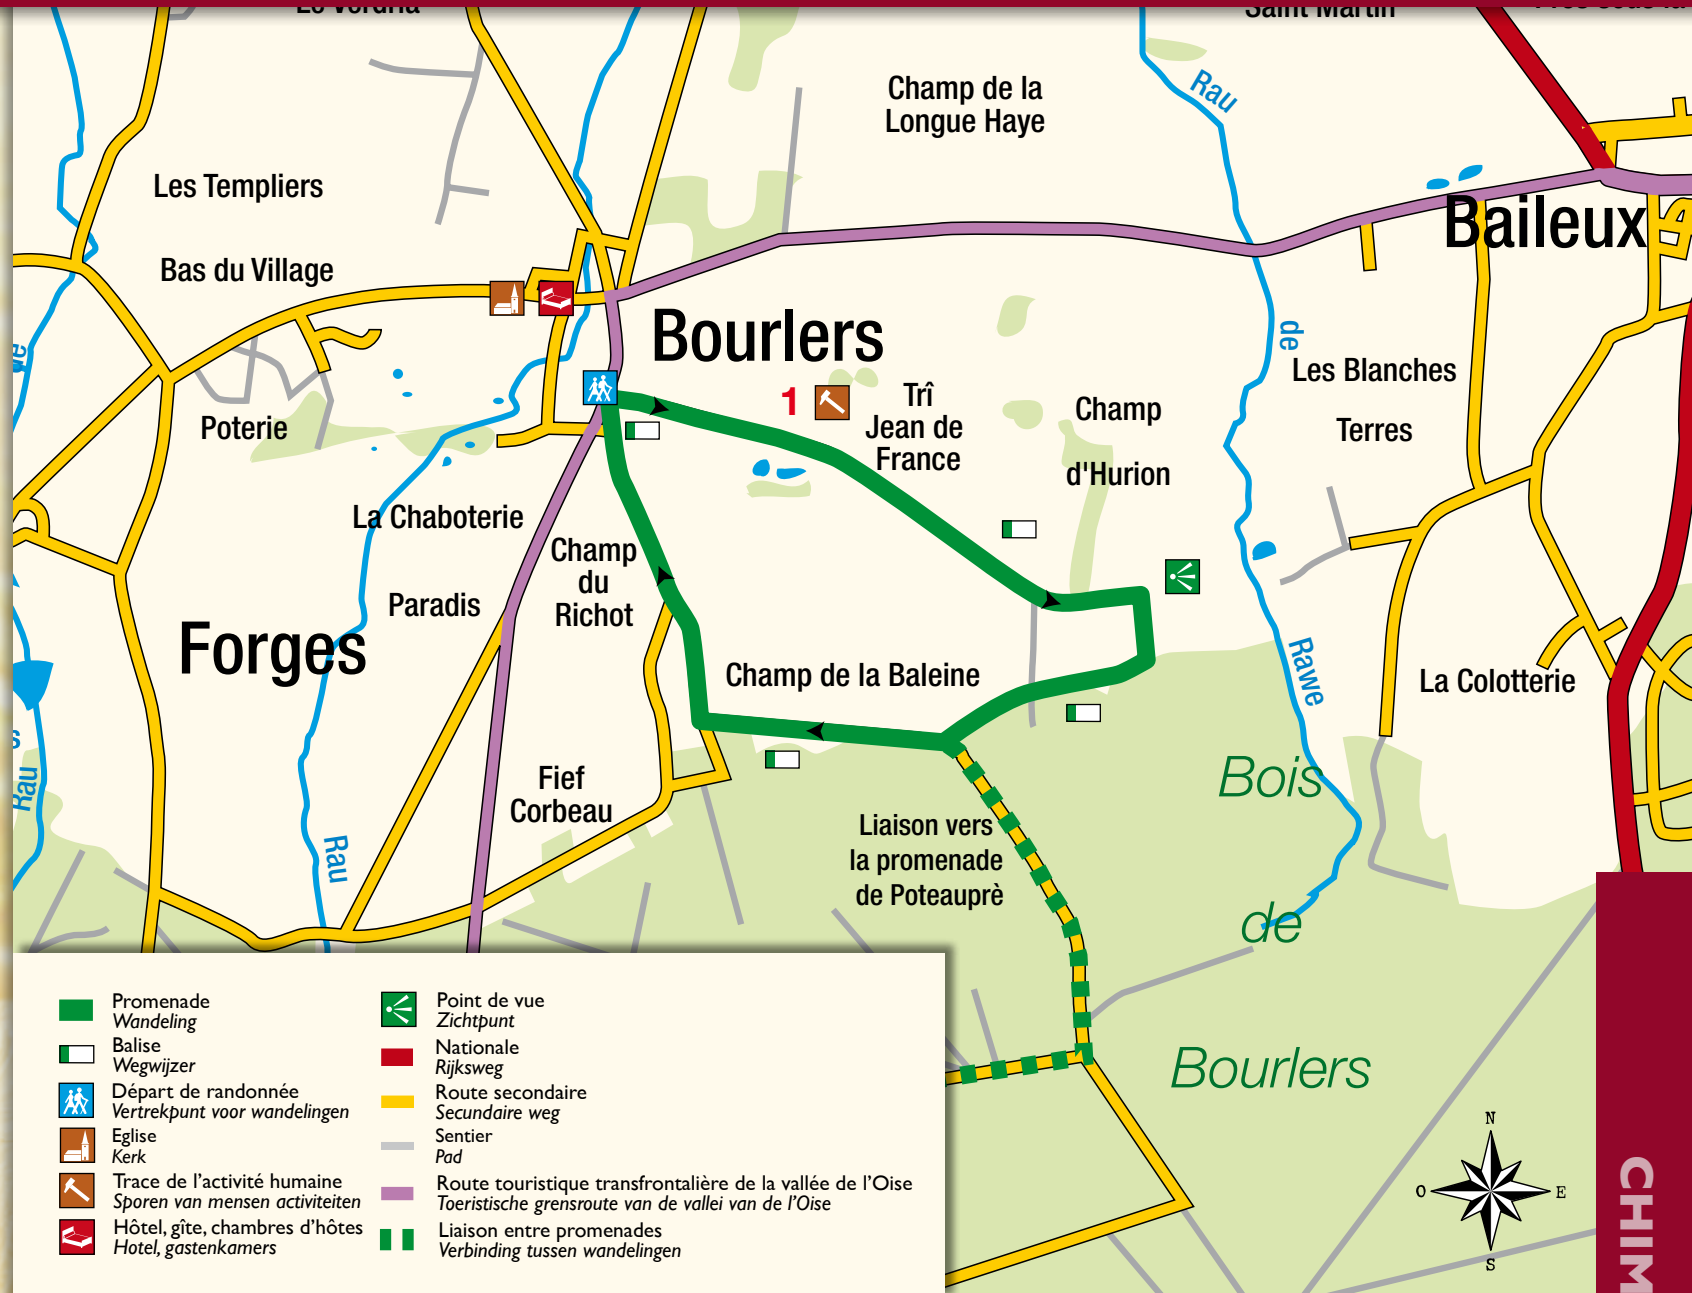 Saint Martin
Champ de la
Longue Haye
Rau
Les Templiers
Baileux
Bas du Village
Bourlers
de
de
Les Blanches
Terres
1
Trî
Jean de
France
Champ
d'Hurion
Poterie
La Chaboterie
Champ
du
Richot
Paradis
Forges
Rawe
Champ de la Baleine
La Colotterie
Rau
Fief
Corbeau
Bois
de
Bourlers
Rau
Liaison vers
la promenade
de Poteauprè
Promenade
Wandeling
Balise
Wegwijzer
Départ de randonnée
Vertrekpunt voor wandelingen
Eglise
Kerk
Trace de l’activité humaine
Sporen van mensen activiteiten
Hôtel, gîte, chambres d’hôtes
Hotel, gastenkamers
Point de vue
Zichtpunt
Nationale
Rijksweg
Route secondaire
Secundaire weg
Sentier
Pad
Route touristique transfrontalière de la vallée de l’Oise
Toeristische grensroute van de vallei van de l’Oise
Liaison entre promenades
Verbinding tussen wandelingen
N
O
E
S
CHIM